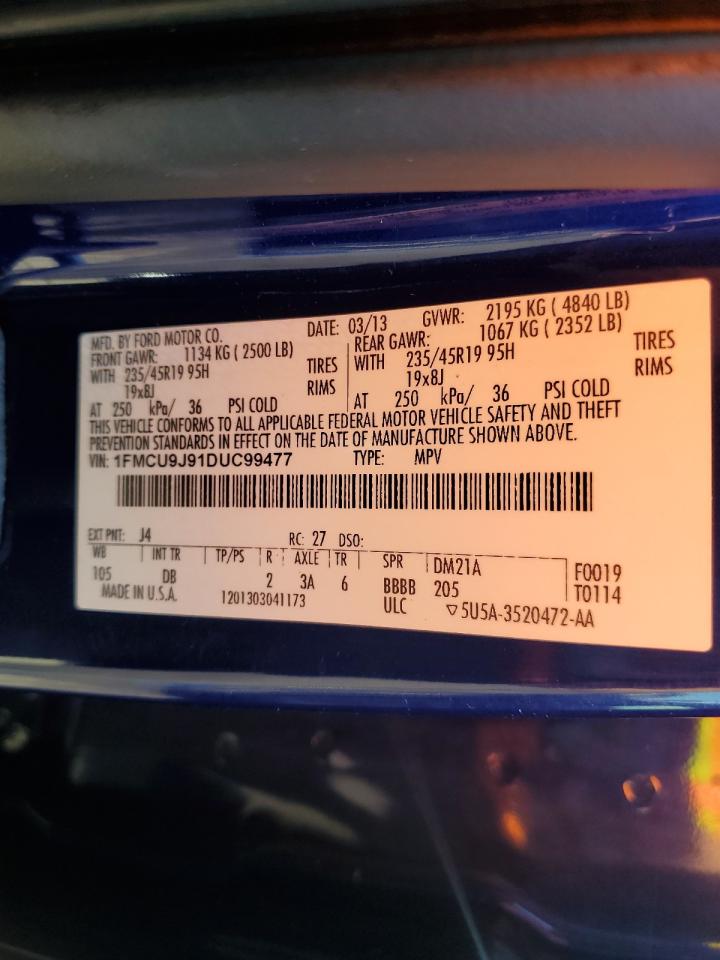 MFD. BY FORD MOTOR CO. DATE: 03/13 GVWR: 2195 KG ( 4840 LB)
FRONT GAWR: 1134 KG ( 2500 LB) REAR GAWR: 1067 KG ( 2352 LB)
WITH 235/45R19 95H TIRES WITH 235/45R19 95H TIRES
19x8J RIMS 19x8J RIMS
AT 250 kPa/ 36 PSI COLD AT 250 kPa/ 36 PSI COLD
THIS VEHICLE CONFORMS TO ALL APPLICABLE FEDERAL MOTOR VEHICLE SAFETY AND THEFT
PREVENTION STANDARDS IN EFFECT ON THE DATE OF MANUFACTURE SHOWN ABOVE.
VIN: 1FMCU9J91DUC99477 TYPE: MPV
EXT PNT: J4 RC: 27 DSO:
WB INT TR TP/PS R AXLE TR SPR DM21A F0019
105 DB 2 3A 6 BBBB 205 T0114
MADE IN U.S.A. 1201303041173 ULC ▽5U5A-3520472-AA